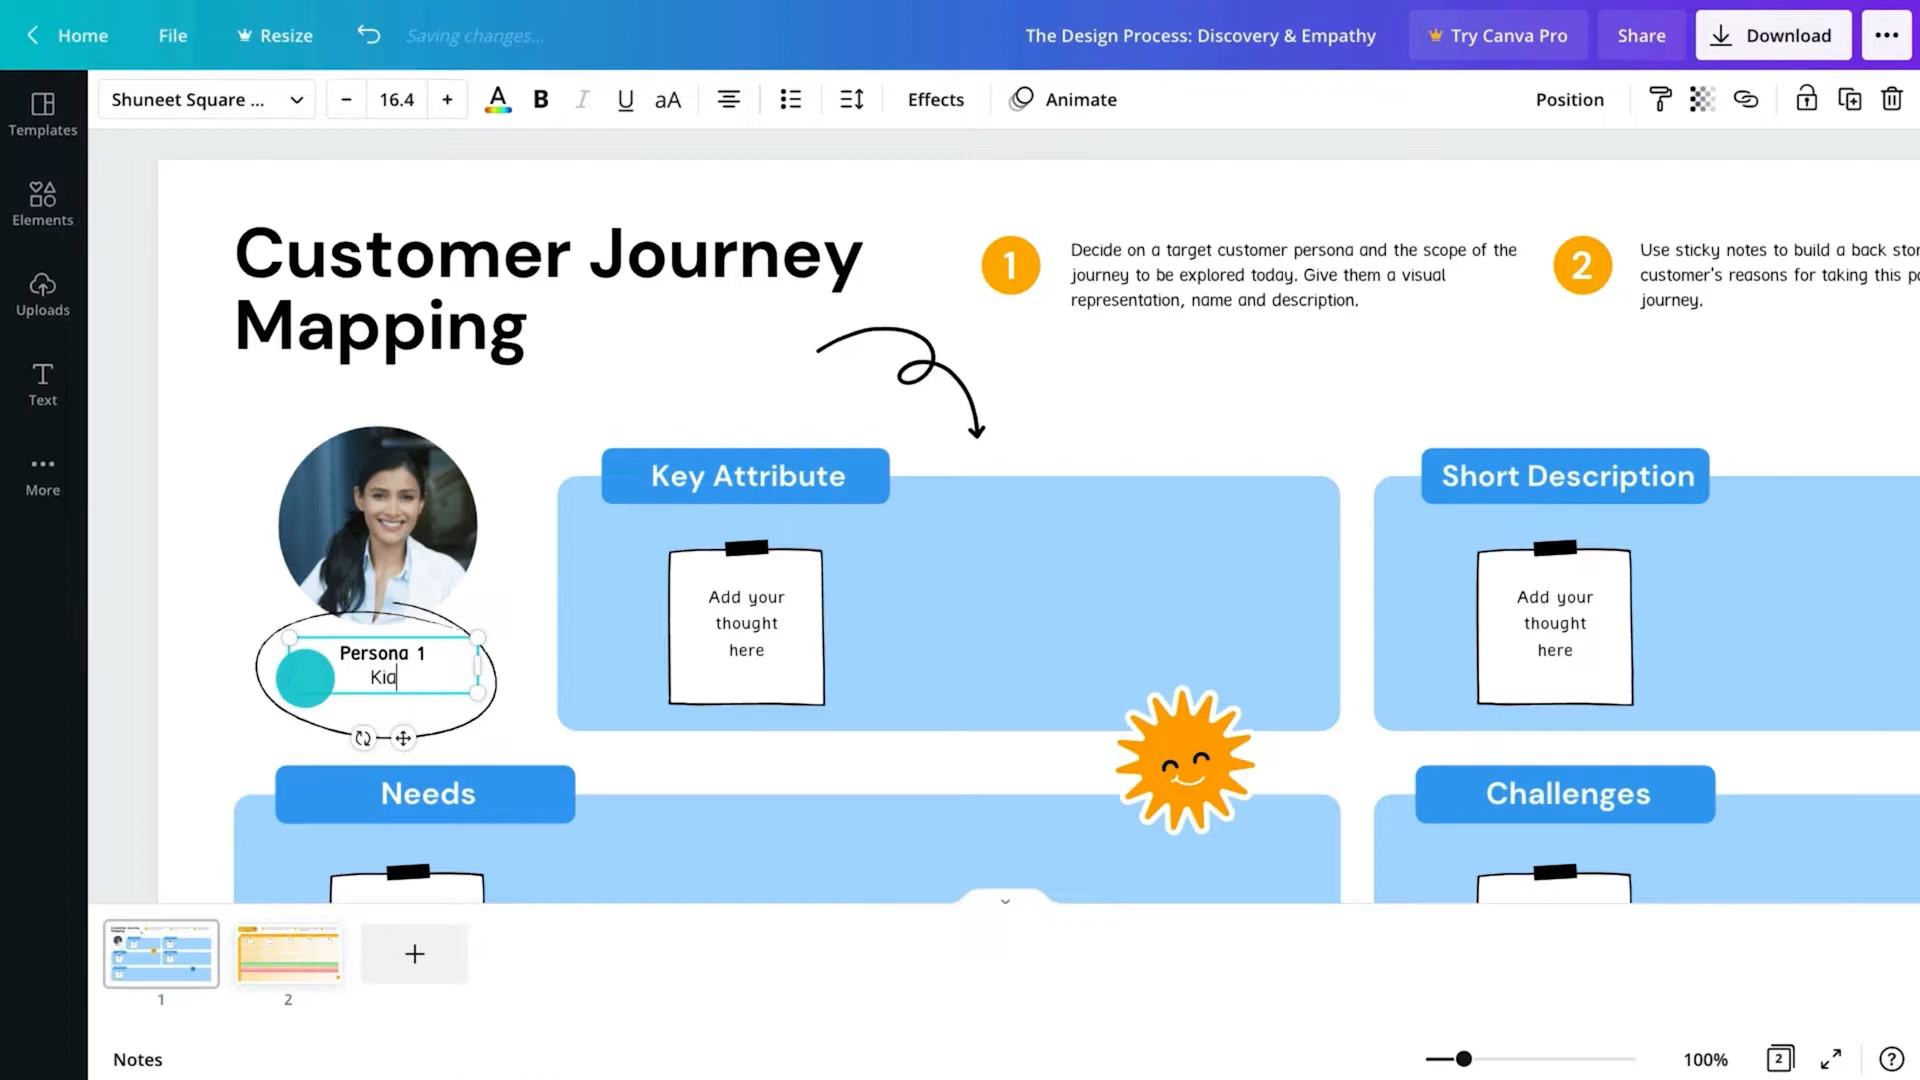 Home
File
Resize
Saving changes...
The Design Process: Discovery & Empathy
Try Canva Pro
Share
Download
Shuneet Square ...
16.4
B
I
U
aA
Effects
Animate
Position
Templates
Elements
Uploads
Text
More
Customer Journey
Mapping
1
Decide on a target customer persona and the scope of the
journey to be explored today. Give them a visual
representation, name and description.
2
Use sticky notes to build a back
customer's reasons for taking this
journey.
Persona 1
Kia
Key Attribute
Add your
thought
here
Short Description
Add your
thought
here
Needs
Challenges
1
2
Notes
100%
2
?